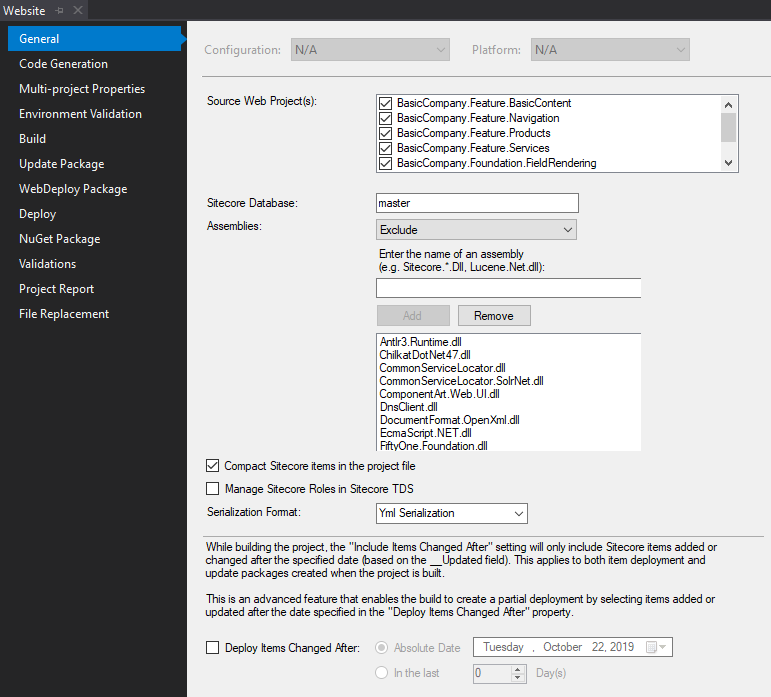 Website
General
Code Generation
Multi-project Properties
Environment Validation
Build
Update Package
WebDeploy Package
Deploy
NuGet Package
Validations
Project Report
File Replacement
Configuration: N/A Platform: N/A
Source Web Project(s):
BasicCompany.Feature.BasicContent
BasicCompany.Feature.Navigation
BasicCompany.Feature.Products
BasicCompany.Feature.Services
BasicCompany.Foundation.FieldRendering
Sitecore Database: master
Assemblies: Exclude
Enter the name of an assembly
(e.g. Sitecore.*.Dll, Lucene.Net.dll):
Add Remove
Antlr3.Runtime.dll
ChilkatDotNet47.dll
CommonServiceLocator.dll
CommonServiceLocator.SolrNet.dll
ComponentArt.Web.UI.dll
DnsClient.dll
DocumentFormat.OpenXml.dll
EcmaScript.NET.dll
FiftyOne.Foundation.dll
Compact Sitecore items in the project file
Manage Sitecore Roles in Sitecore TDS
Serialization Format: Yml Serialization
While building the project, the "Include Items Changed After" setting will only include Sitecore items added or
changed after the specified date (based on the __Updated field). This applies to both item deployment and
update packages created when the project is built.
This is an advanced feature that enables the build to create a partial deployment by selecting items added or
updated after the date specified in the "Deploy Items Changed After" property.
Deploy Items Changed After: Absolute Date Tuesday , October 22, 2019
In the last 0 Day(s)